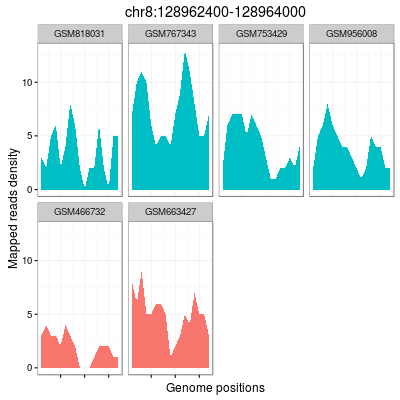 chr8:128962400-128964000
GSM818031 GSM767343 GSM753429 GSM956008
10
5
0
Mapped reads density
GSM466732 GSM663427
10
5
0
Genome positions